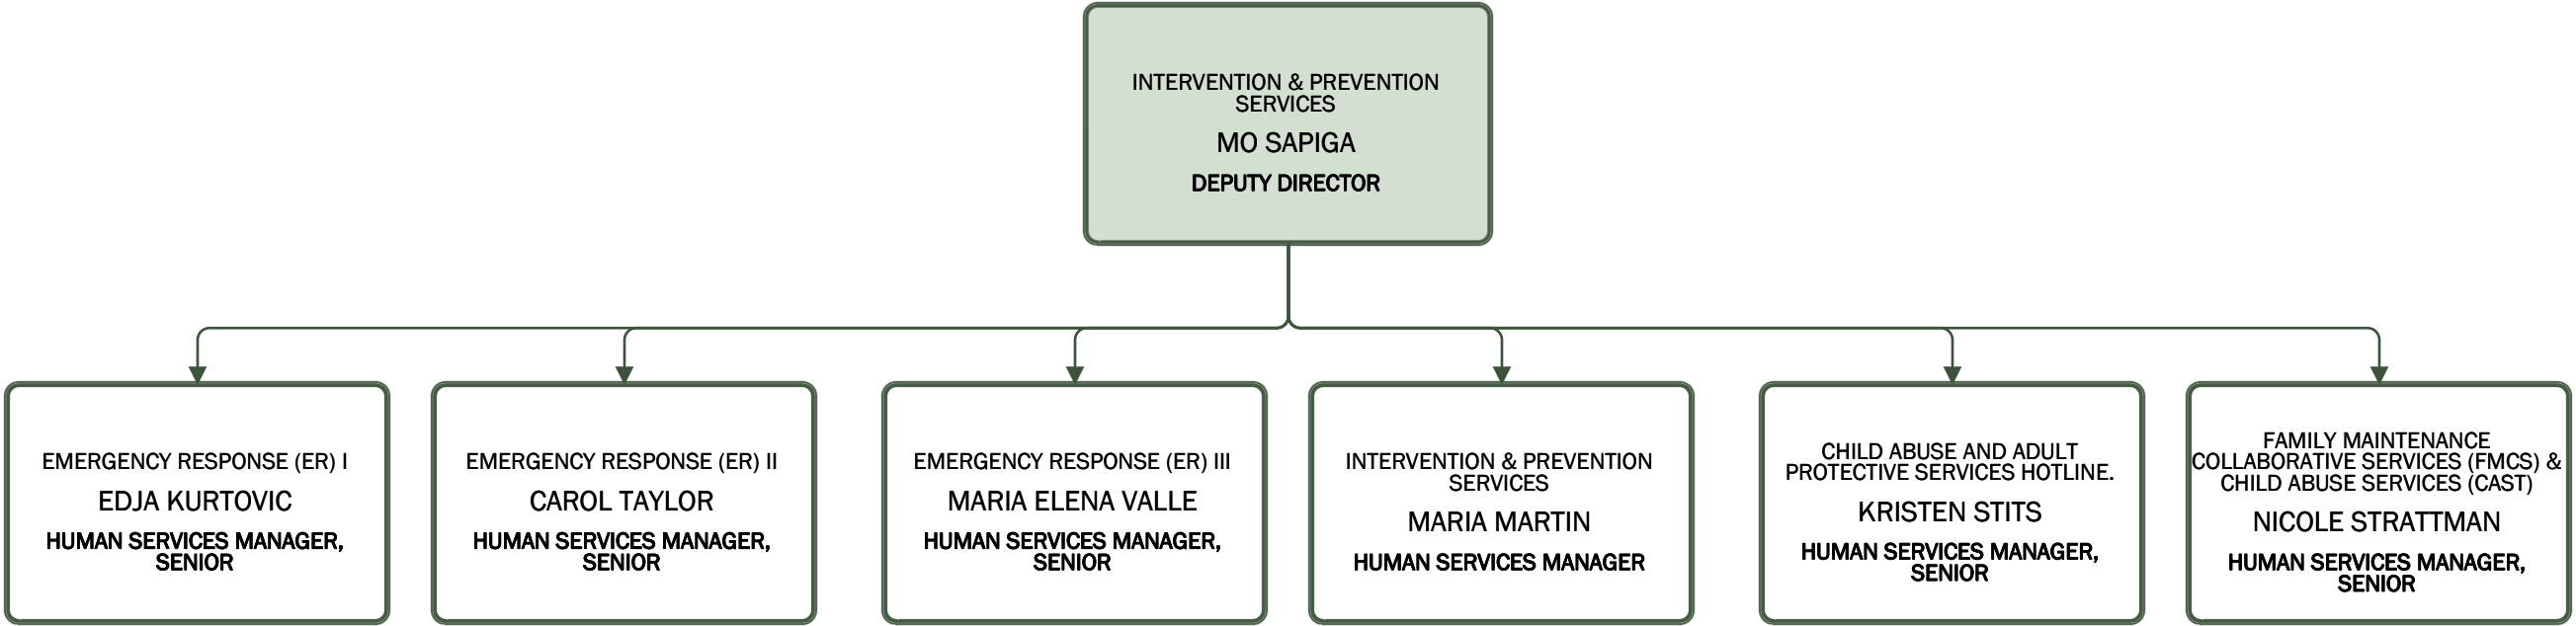 INTERVENTION & PREVENTION
SERVICES
MO SAPIGA
DEPUTY DIRECTOR
EMERGENCY RESPONSE (ER) I
EDJA KURTOVIC
HUMAN SERVICES MANAGER,
SENIOR
EMERGENCY RESPONSE (ER) II
CAROL TAYLOR
HUMAN SERVICES MANAGER,
SENIOR
EMERGENCY RESPONSE (ER) III
MARIA ELENA VALLE
HUMAN SERVICES MANAGER,
SENIOR
INTERVENTION & PREVENTION
SERVICES
MARIA MARTIN
HUMAN SERVICES MANAGER
CHILD ABUSE AND ADULT
PROTECTIVE SERVICES HOTLINE.
KRISTEN STITS
HUMAN SERVICES MANAGER,
SENIOR
FAMILY MAINTENANCE
COLLABORATIVE SERVICES (FMCS) &
CHILD ABUSE SERVICES (CAST)
NICOLE STRATTMAN
HUMAN SERVICES MANAGER,
SENIOR